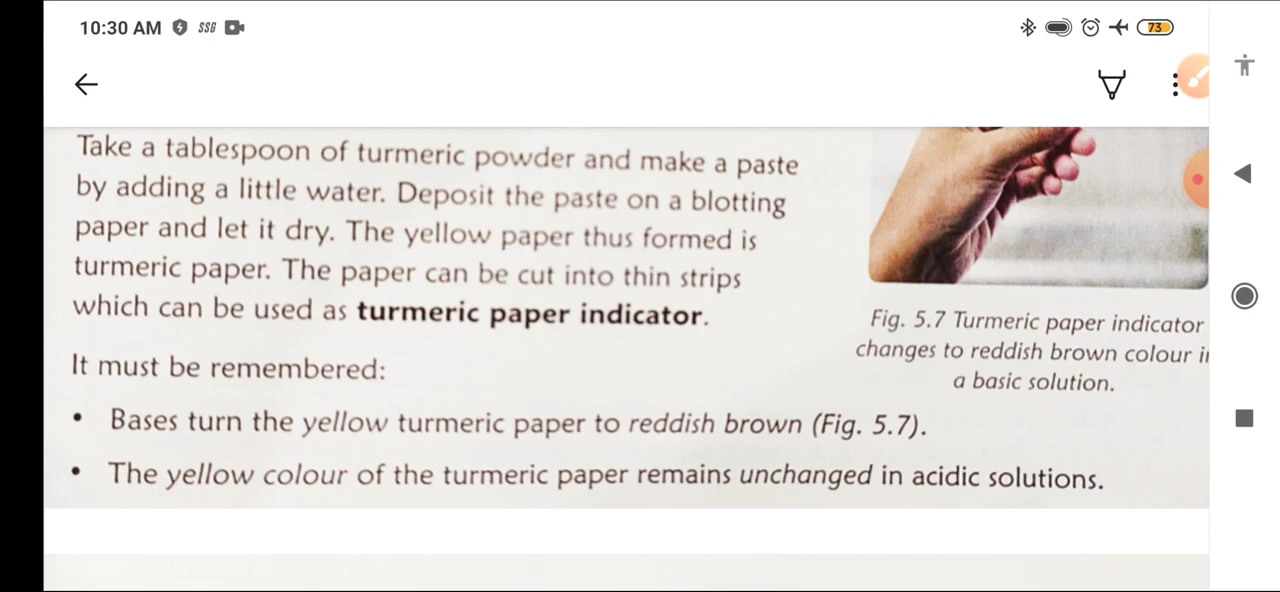 10:30 AM SSG
73
Take a tablespoon of turmeric powder and make a paste
by adding a little water. Deposit the paste on a blotting
paper and let it dry. The yellow paper thus formed is
turmeric paper. The paper can be cut into thin strips
which can be used as turmeric paper indicator.
Fig. 5.7 Turmeric paper indicator
changes to reddish brown colour in
a basic solution.
It must be remembered:
• Bases turn the yellow turmeric paper to reddish brown (Fig. 5.7).
• The yellow colour of the turmeric paper remains unchanged in acidic solutions.